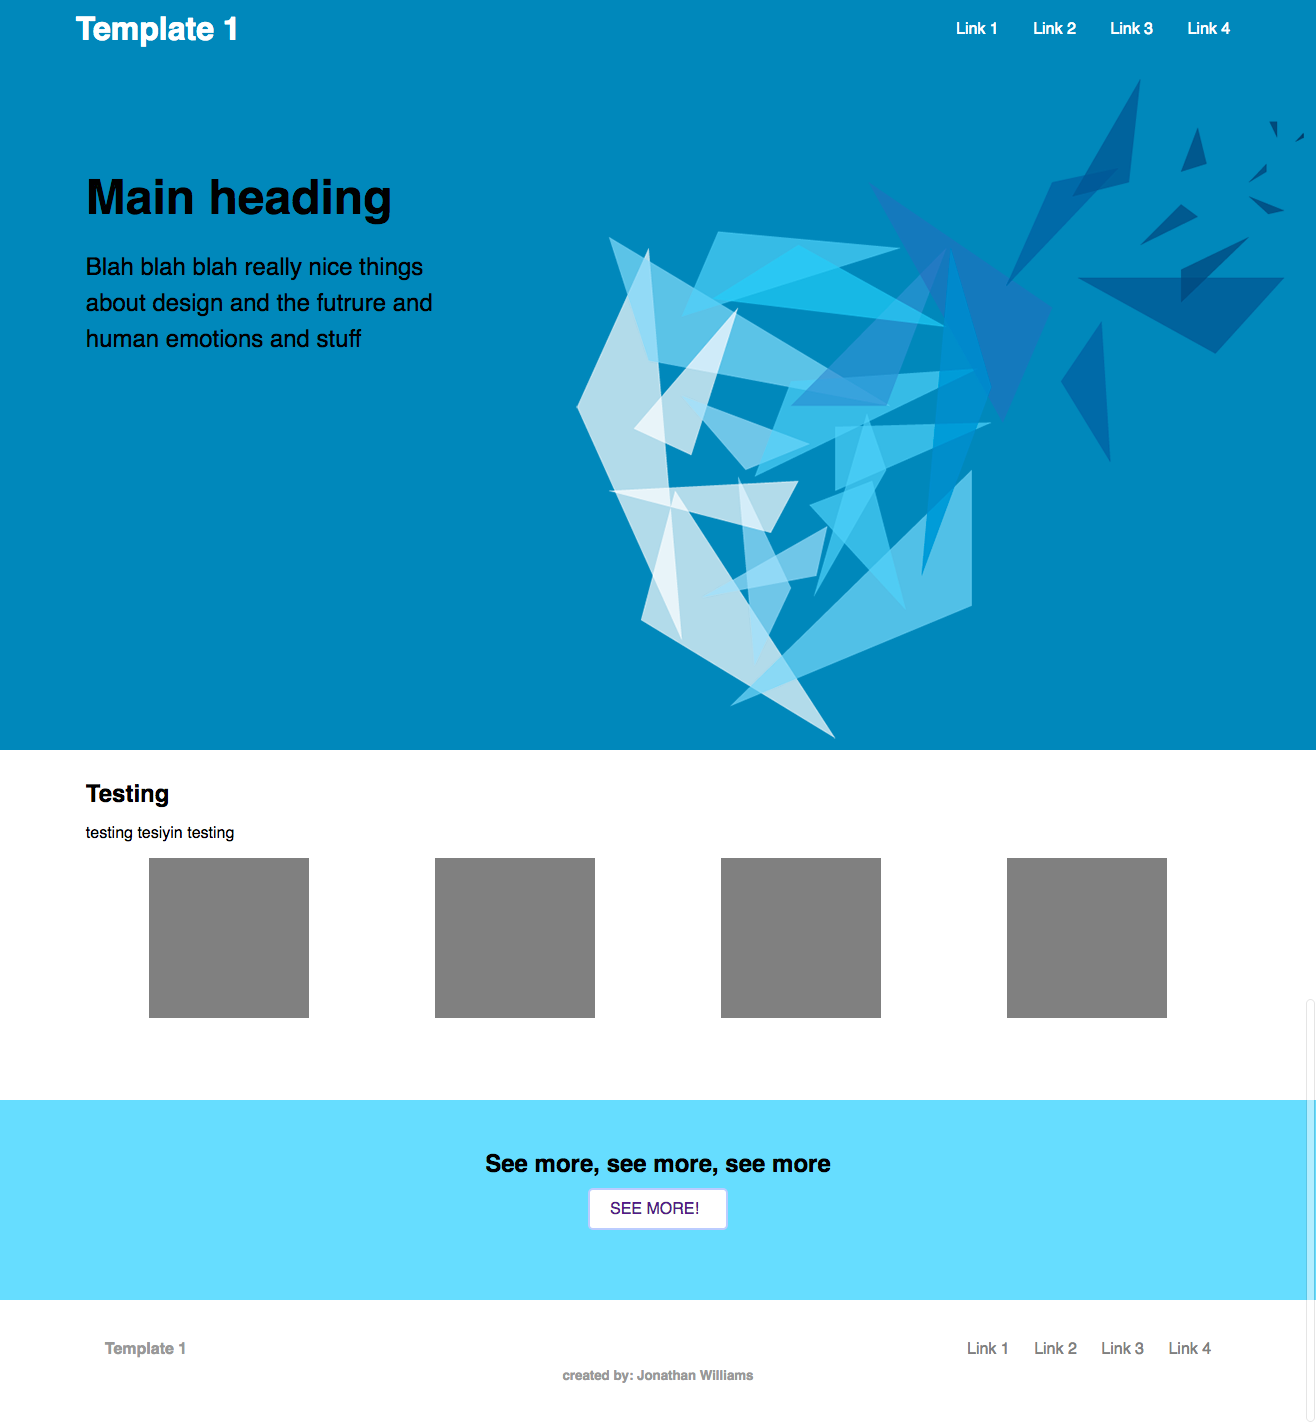 Template 1
Link 1 Link 2 Link 3 Link 4
Main heading
Blah blah blah really nice things
about design and the futrure and
human emotions and stuff
Testing
testing tesiyin testing
See more, see more, see more
SEE MORE!
Template 1
Link 1 Link 2 Link 3 Link 4
created by: Jonathan Williams